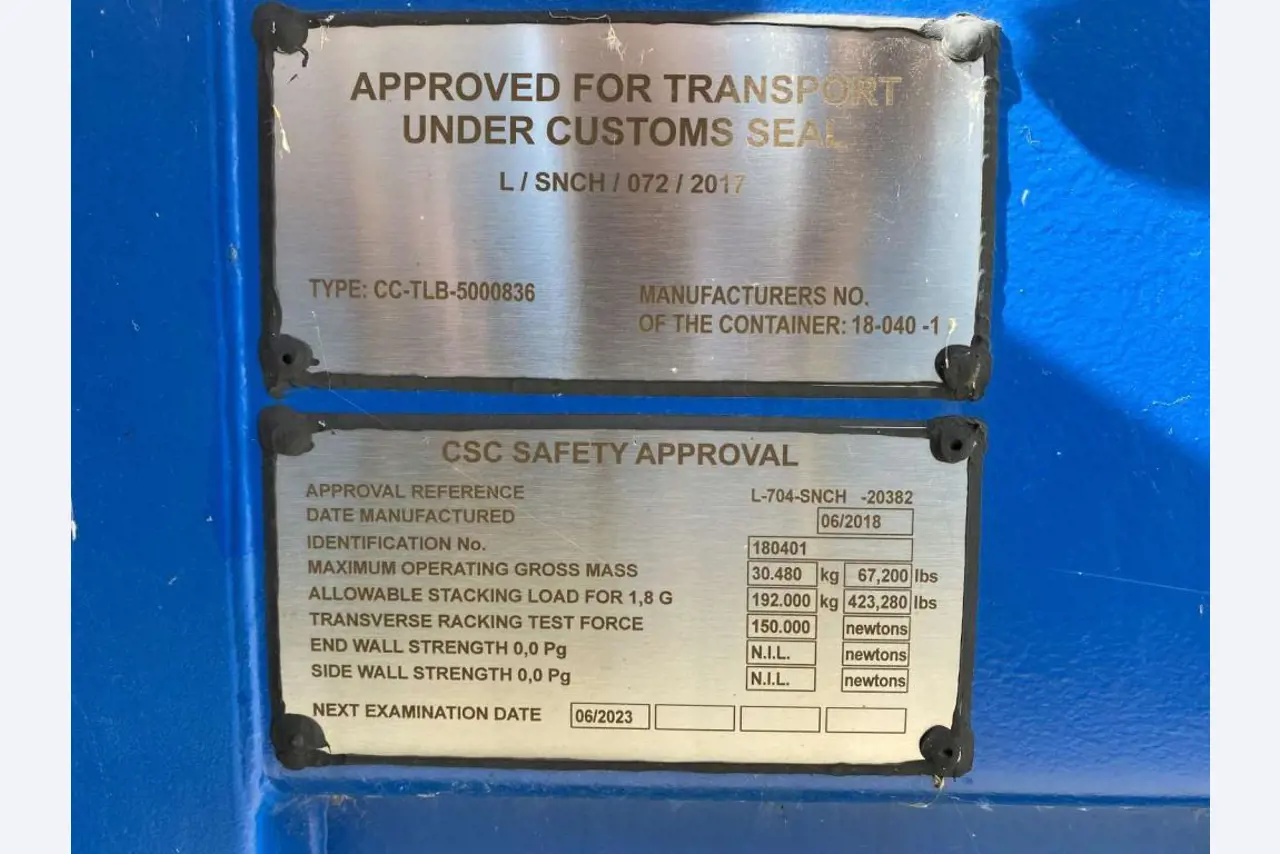 APPROVED FOR TRANSPORT
UNDER CUSTOMS SEAL
L / SNCH / 072 / 2017
TYPE: CC-TLB-5000836
MANUFACTURERS NO.
OF THE CONTAINER: 18-040 -1
CSC SAFETY APPROVAL
APPROVAL REFERENCE L-704-SNCH -20382
DATE MANUFACTURED 06/2018
IDENTIFICATION No. 180401
MAXIMUM OPERATING GROSS MASS 30.480 kg 67,200 lbs
ALLOWABLE STACKING LOAD FOR 1,8 G 192.000 kg 423,280 lbs
TRANSVERSE RACKING TEST FORCE 150.000 newtons
END WALL STRENGTH 0,0 Pg N.I.L. newtons
SIDE WALL STRENGTH 0,0 Pg N.I.L. newtons
NEXT EXAMINATION DATE 06/2023